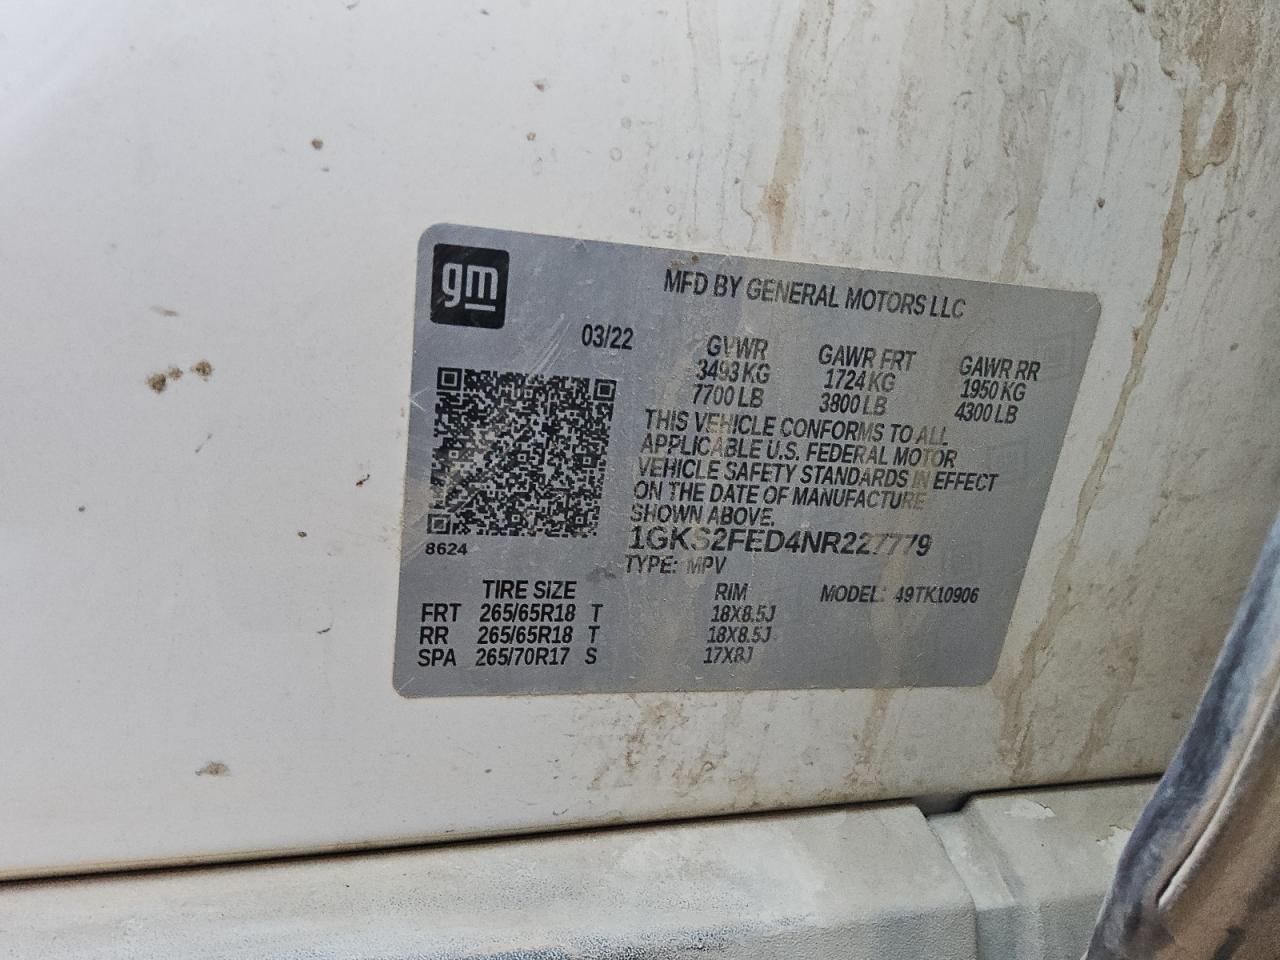 gm
MFD BY GENERAL MOTORS LLC
03/22
GVWR GAWR FRT GAWR RR
3493 KG 1724 KG 1950 KG
7700 LB 3800 LB 4300 LB
THIS VEHICLE CONFORMS TO ALL
APPLICABLE U.S. FEDERAL MOTOR
VEHICLE SAFETY STANDARDS IN EFFECT
ON THE DATE OF MANUFACTURE
SHOWN ABOVE.
1GKS2FED4NR227779
8624
TYPE: MPV
TIRE SIZE RIM MODEL: 49TK10906
FRT 265/65R18 T 18X8.5J
RR 265/65R18 T 18X8.5J
SPA 265/70R17 S 17X8J